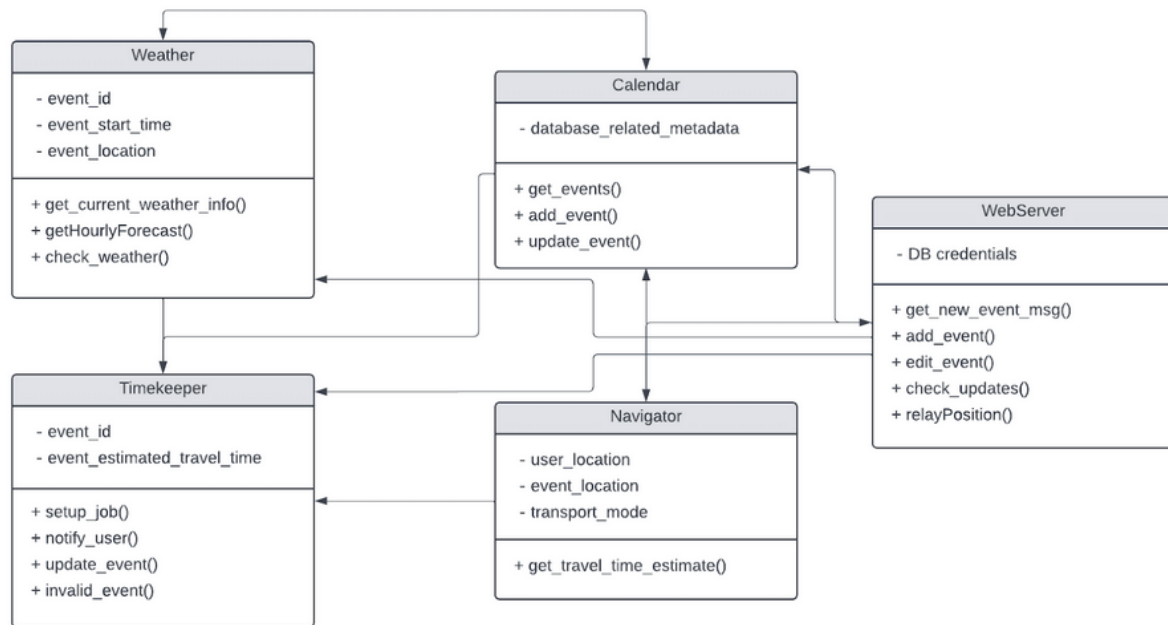 Weather
- event_id
- event_start_time
- event_location
+ get_current_weather_info()
+ getHourlyForecast()
+ check_weather()
Calendar
- database_related_metadata
+ get_events()
+ add_event()
+ update_event()
WebServer
- DB credentials
+ get_new_event_msg()
+ add_event()
+ edit_event()
+ check_updates()
+ relayPosition()
Timekeeper
- event_id
- event_estimated_travel_time
+ setup_job()
+ notify_user()
+ update_event()
+ invalid_event()
Navigator
- user_location
- event_location
- transport_mode
+ get_travel_time_estimate()